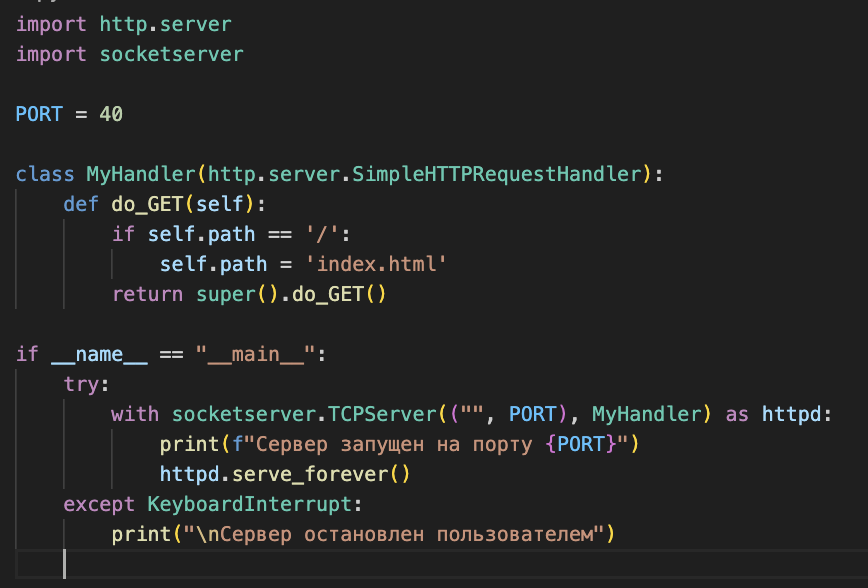 import http.server
import socketserver

PORT = 40

class MyHandler(http.server.SimpleHTTPRequestHandler):
    def do_GET(self):
        if self.path == '/':
            self.path = 'index.html'
        return super().do_GET()

if __name__ == "__main__":
    try:
        with socketserver.TCPServer(("", PORT), MyHandler) as httpd:
            print(f"Сервер запущен на порту {PORT}")
            httpd.serve_forever()
    except KeyboardInterrupt:
        print("\nСервер остановлен пользователем")